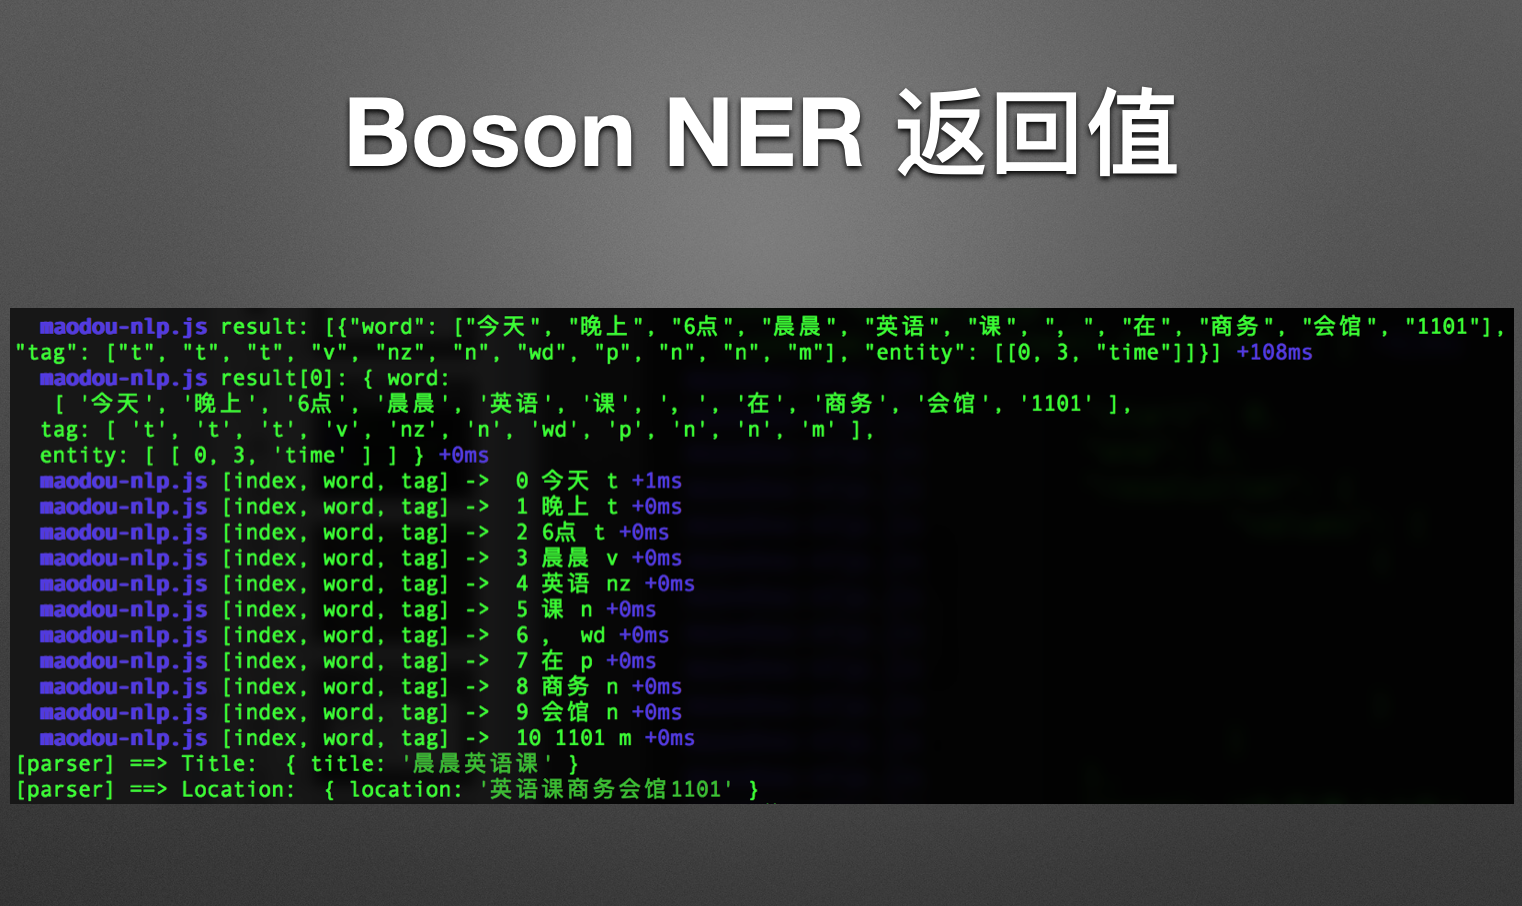 Boson NER 返回值
maodou-nlp.js result: [{"word": ["今天", "晚上", "6点", "晨晨", "英语", "课", "，", "在", "商务", "会馆", "1101"],
"tag": ["t", "t", "t", "v", "nz", "n", "wd", "p", "n", "n", "m"], "entity": [[0, 3, "time"]]}] +108ms
maodou-nlp.js result[0]: { word:
[ '今天', '晚上', '6点', '晨晨', '英语', '课', '，', '在', '商务', '会馆', '1101' ],
tag: [ 't', 't', 't', 'v', 'nz', 'n', 'wd', 'p', 'n', 'n', 'm' ],
entity: [ [ 0, 3, 'time' ] ] } +0ms
maodou-nlp.js [index, word, tag] -> 0 今天 t +1ms
maodou-nlp.js [index, word, tag] -> 1 晚上 t +0ms
maodou-nlp.js [index, word, tag] -> 2 6点 t +0ms
maodou-nlp.js [index, word, tag] -> 3 晨晨 v +0ms
maodou-nlp.js [index, word, tag] -> 4 英语 nz +0ms
maodou-nlp.js [index, word, tag] -> 5 课 n +0ms
maodou-nlp.js [index, word, tag] -> 6 ， wd +0ms
maodou-nlp.js [index, word, tag] -> 7 在 p +0ms
maodou-nlp.js [index, word, tag] -> 8 商务 n +0ms
maodou-nlp.js [index, word, tag] -> 9 会馆 n +0ms
maodou-nlp.js [index, word, tag] -> 10 1101 m +0ms
[parser] ==> Title: { title: '晨晨英语课' }
[parser] ==> Location: { location: '英语课商务会馆1101' }